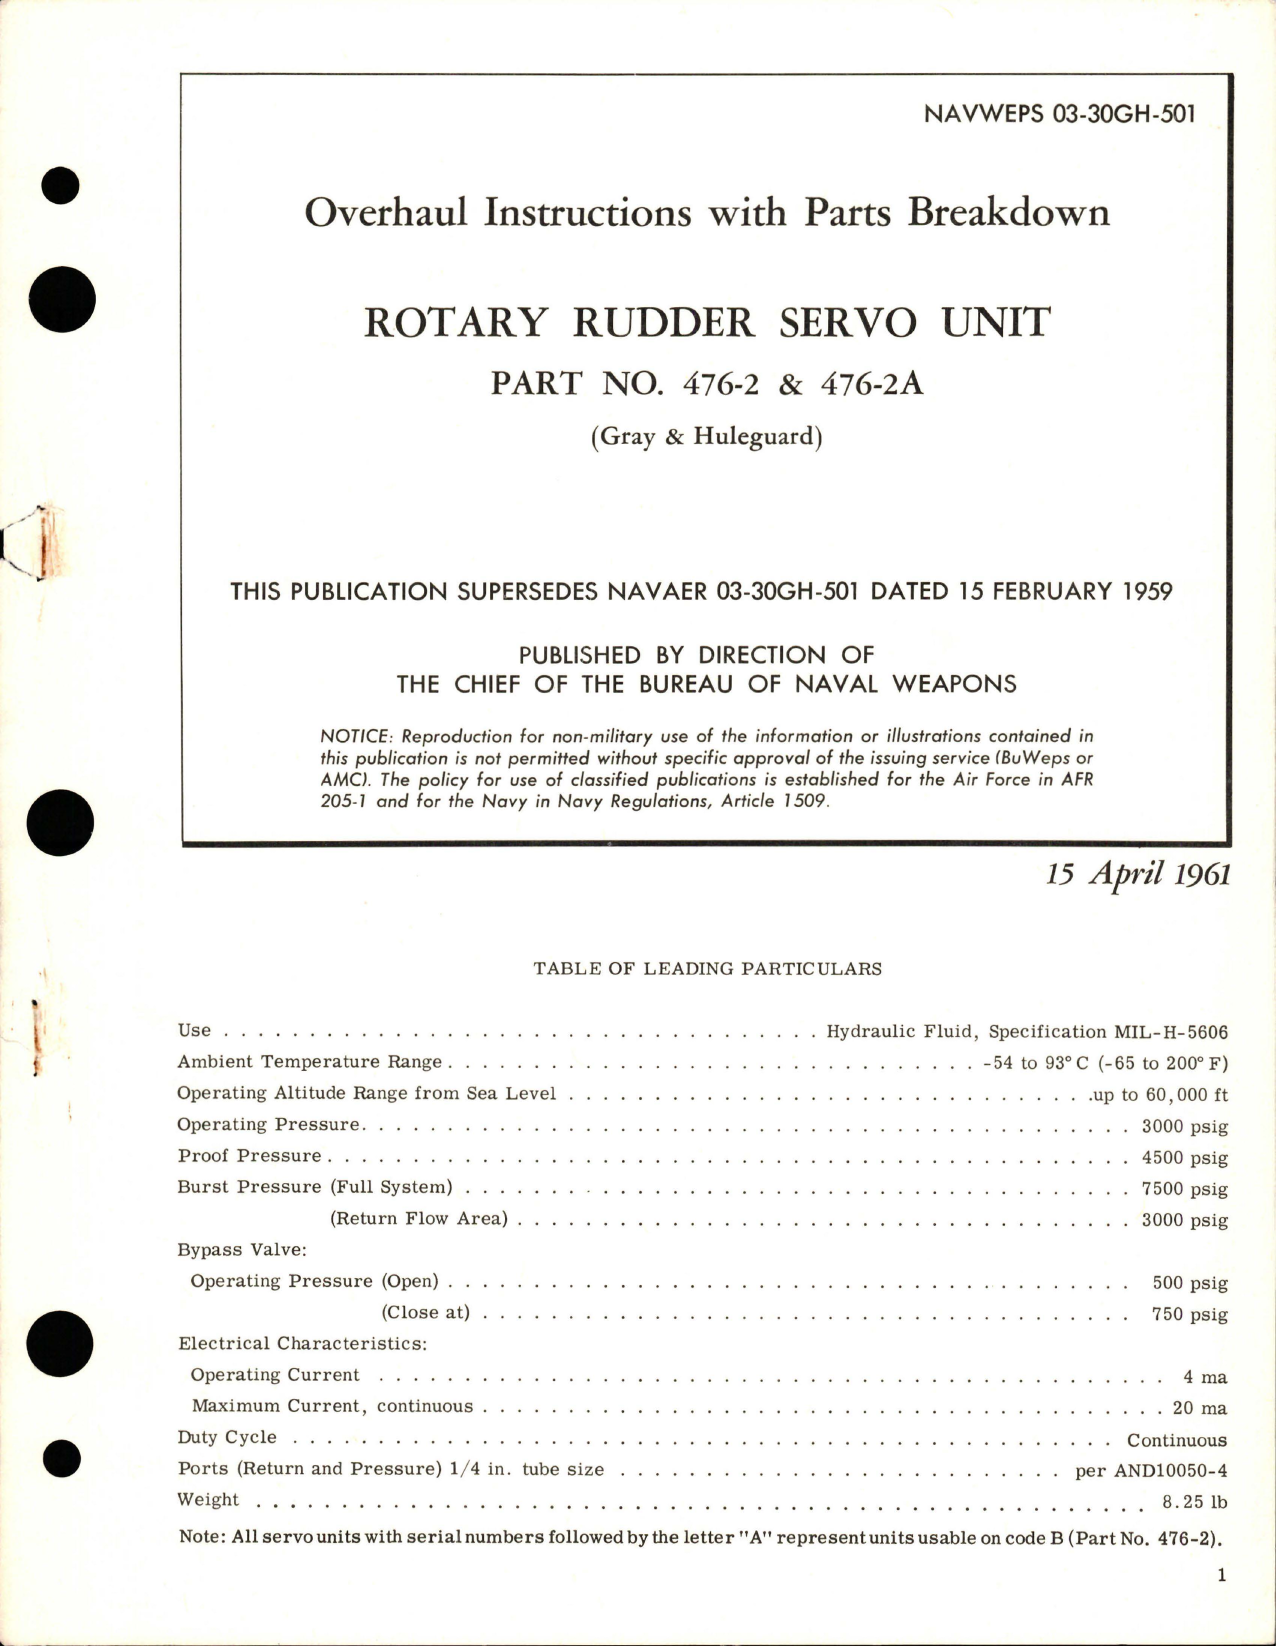 NAVWEPS 03-30GH-501
Overhaul Instructions with Parts Breakdown
ROTARY RUDDER SERVO UNIT
PART NO. 476-2 & 476-2A
(Gray & Huleguard)
THIS PUBLICATION SUPERSEDES NAVAER 03-30GH-501 DATED 15 FEBRUARY 1959
PUBLISHED BY DIRECTION OF
THE CHIEF OF THE BUREAU OF NAVAL WEAPONS
NOTICE: Reproduction for non-military use of the information or illustrations contained in
this publication is not permitted without specific approval of the issuing service (BuWeps or
AMC). The policy for use of classified publications is established for the Air Force in AFR
205-1 and for the Navy in Navy Regulations, Article 1509.
15 April 1961
TABLE OF LEADING PARTICULARS
Use . . . . . . . . . . Hydraulic Fluid, Specification MIL-H-5606
Ambient Temperature Range . . . . . . . . . . -54 to 93° C (-65 to 200° F)
Operating Altitude Range from Sea Level . . . . . . . . . . .up to 60,000 ft
Operating Pressure. . . . . . . . . . 3000 psig
Proof Pressure . . . . . . . . . . 4500 psig
Burst Pressure (Full System) . . . . . . . . . . 7500 psig
(Return Flow Area) . . . . . . . . . . 3000 psig
Bypass Valve:
Operating Pressure (Open) . . . . . . . . . . 500 psig
(Close at) . . . . . . . . . . 750 psig
Electrical Characteristics:
Operating Current . . . . . . . . . . 4 ma
Maximum Current, continuous . . . . . . . . . . 20 ma
Duty Cycle . . . . . . . . . . Continuous
Ports (Return and Pressure) 1/4 in. tube size . . . . . . . . . . per AND10050-4
Weight . . . . . . . . . . 8.25 lb
Note: All servo units with serial numbers followed by the letter "A" represent units usable on code B (Part No. 476-2).
1